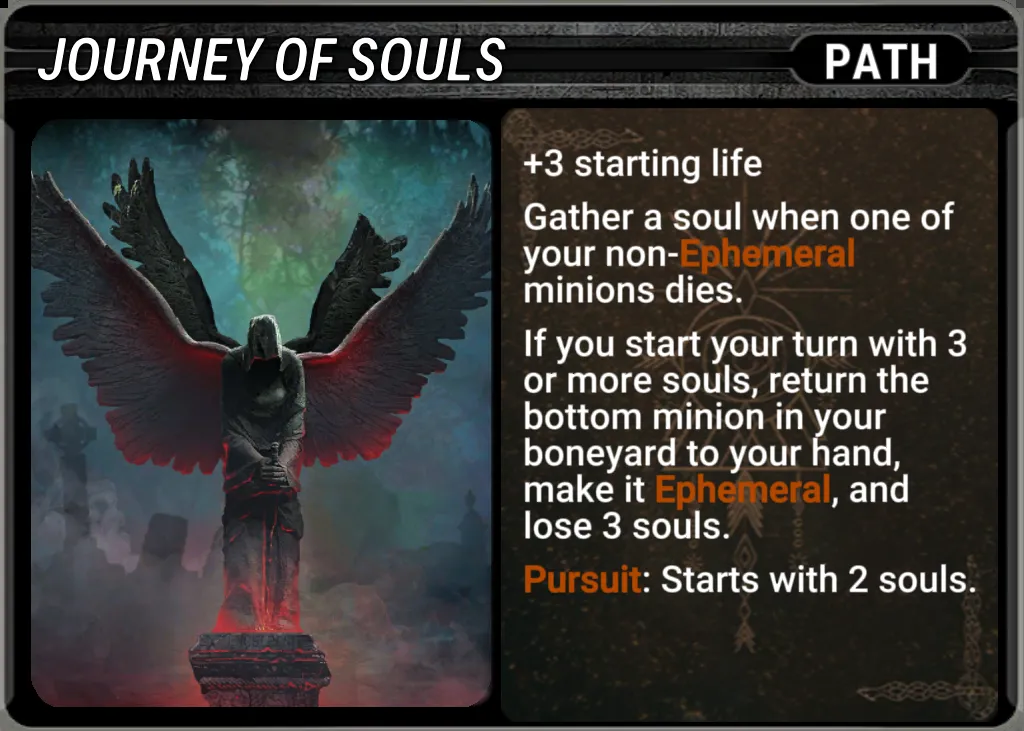 JOURNEY OF SOULS
PATH
+3 starting life
Gather a soul when one of
your non-Ephemeral
minions dies.
If you start your turn with 3
or more souls, return the
bottom minion in your
boneyard to your hand,
make it Ephemeral, and
lose 3 souls.
Pursuit: Starts with 2 souls.